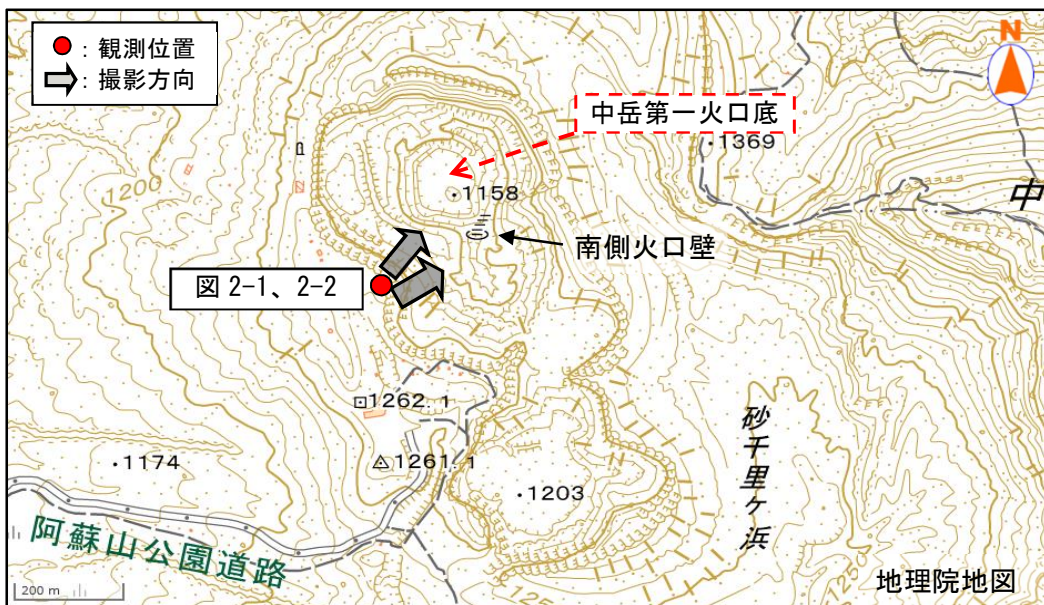 : 観測位置
: 撮影方向
N
中岳第一火口底
1369
1200
1158
中
南側火口壁
図 2-1、2-2
1262.1
1174
1261.1
1203
砂千里ヶ浜
阿蘇山公園道路
200 m
地理院地図